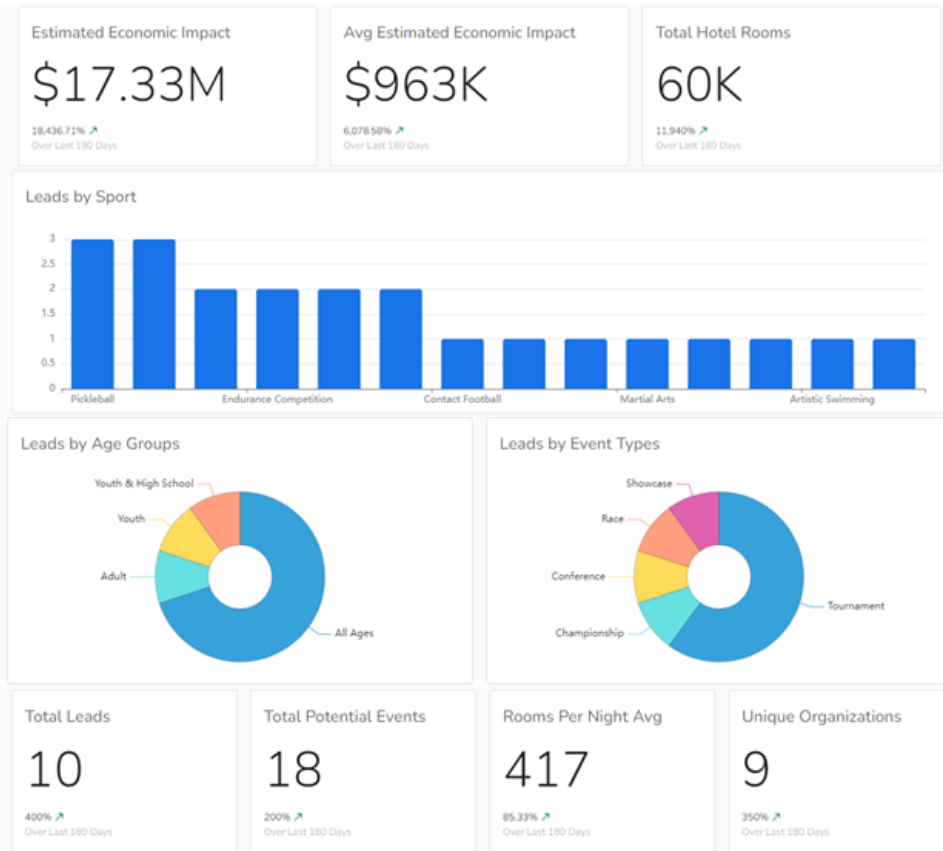 Estimated Economic Impact
$17.33M
18,436.71% ↗
Over Last 180 Days
Avg Estimated Economic Impact
$963K
6,078.58% ↗
Over Last 180 Days
Total Hotel Rooms
60K
11,940% ↗
Over Last 180 Days
Leads by Sport
3
2.5
2
1.5
1
0.5
0
Pickleball
Endurance Competition
Contact Football
Martial Arts
Artistic Swimming
Leads by Age Groups
Youth & High School
Youth
Adult
All Ages
Leads by Event Types
Showcase
Race
Conference
Championship
Tournament
Total Leads
10
400% ↗
Over Last 180 Days
Total Potential Events
18
200% ↗
Over Last 180 Days
Rooms Per Night Avg
417
85.33% ↗
Over Last 180 Days
Unique Organizations
9
350% ↗
Over Last 180 Days